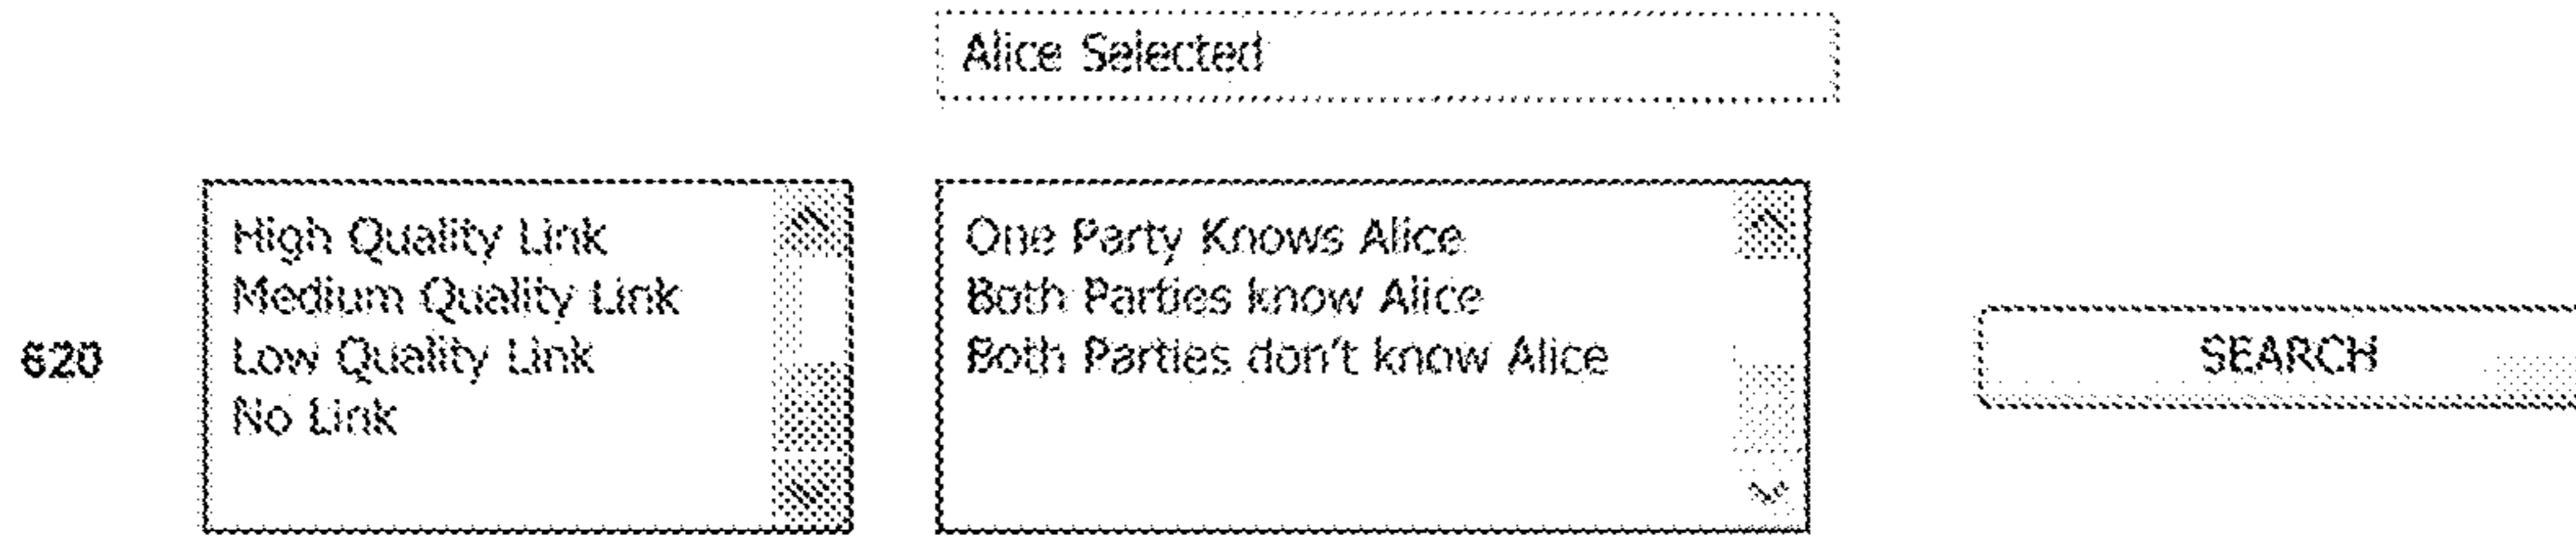 Alice Selected
High Quality Link
Medium Quality Link
Low Quality Link
No Link
One Party Knows Alice
Both Parties know Alice
Both Parties don't know Alice
620
SEARCH